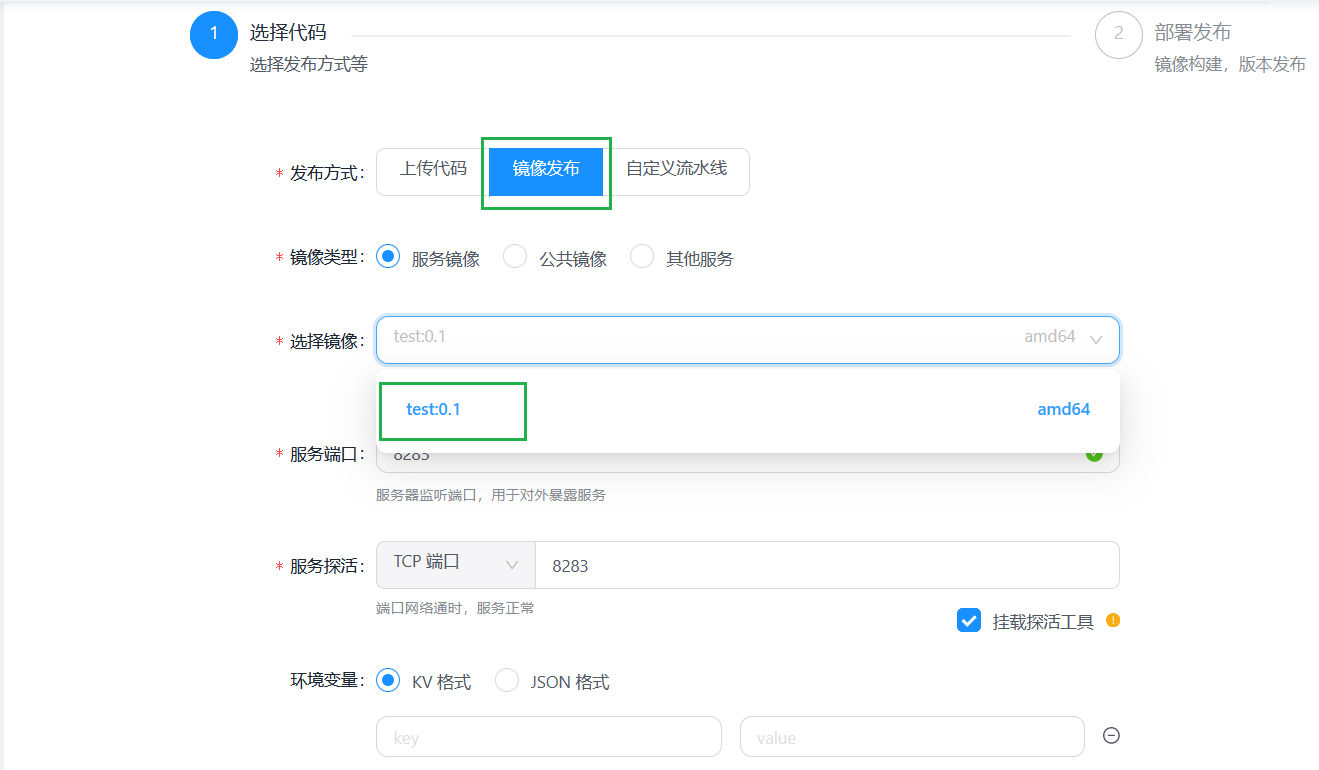 1 选择代码 2 部署发布
选择发布方式等 镜像构建，版本发布
* 发布方式： 上传代码 镜像发布 自定义流水线
* 镜像类型： 服务镜像 公共镜像 其他服务
* 选择镜像： test:0.1 amd64
test:0.1 amd64
* 服务端口： 8283
服务器监听端口，用于对外暴露服务
* 服务探活： TCP 端口 8283
端口网络通时，服务正常
挂载探活工具
环境变量： KV 格式 JSON 格式
key value